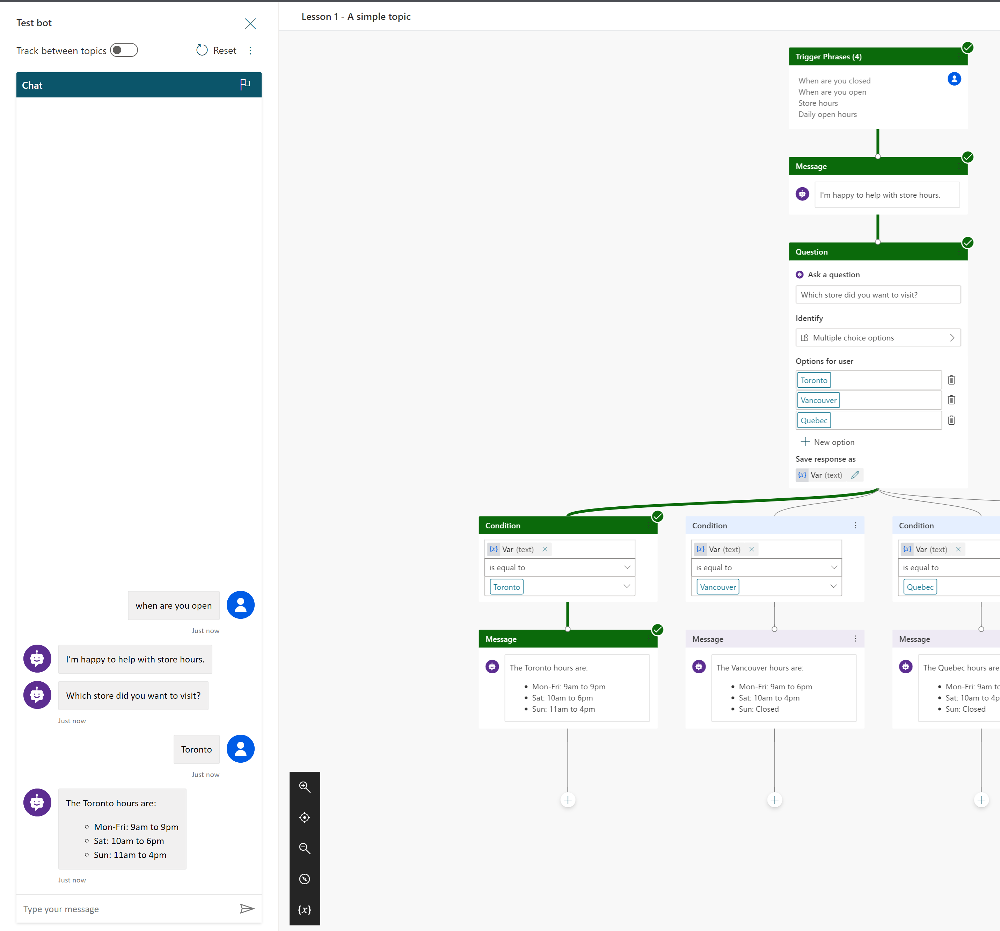 Test bot
Track between topics
Reset
Chat
when are you open
Just now
I'm happy to help with store hours.
Which store did you want to visit?
Just now
Toronto
Just now
The Toronto hours are:
Mon-Fri: 9am to 9pm
Sat: 10am to 6pm
Sun: 11am to 4pm
Just now
Type your message
Lesson 1 - A simple topic
Trigger Phrases (4)
When are you closed
When are you open
Store hours
Daily open hours
Message
I'm happy to help with store hours.
Question
Ask a question
Which store did you want to visit?
Identify
Multiple choice options
Options for user
Toronto
Vancouver
Quebec
New option
Save response as
{x} Var (text)
Condition
{x} Var (text)
is equal to
Toronto
Message
The Toronto hours are:
Mon-Fri: 9am to 9pm
Sat: 10am to 6pm
Sun: 11am to 4pm
Condition
{x} Var (text)
is equal to
Vancouver
Message
The Vancouver hours are:
Mon-Fri: 9am to 6pm
Sat: 10am to 4pm
Sun: Closed
Condition
{x} Var (text)
is equal to
Quebec
Message
The Quebec hours are
Mon-Fri: 9am
Sat: 10am to
Sun: Closed
{x}